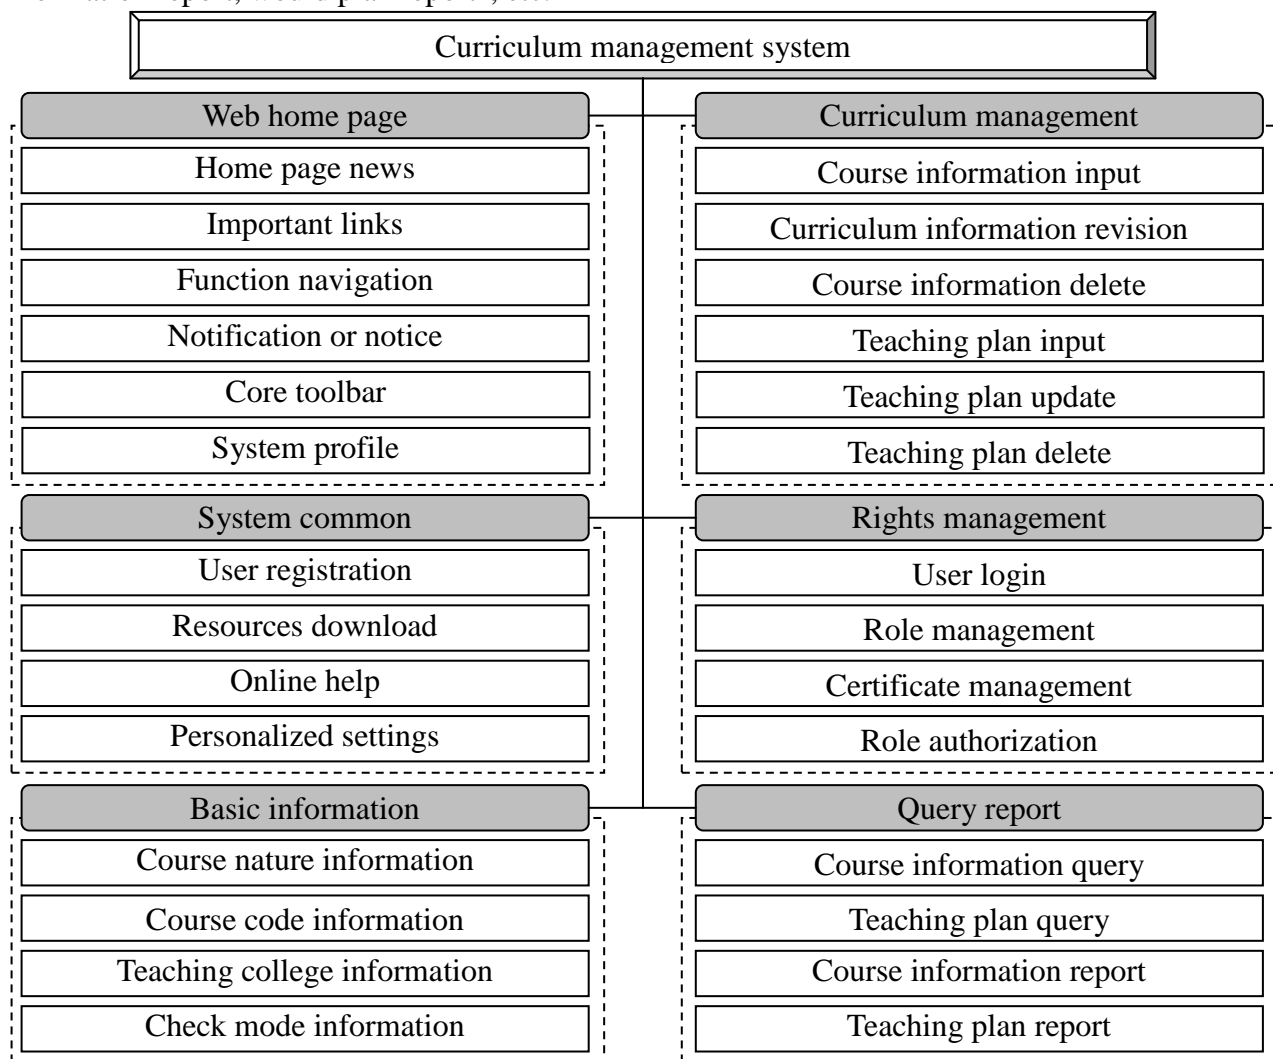 Curriculum management system
Web home page
Home page news
Important links
Function navigation
Notification or notice
Core toolbar
System profile
Curriculum management
Course information input
Curriculum information revision
Course information delete
Teaching plan input
Teaching plan update
Teaching plan delete
System common
User registration
Resources download
Online help
Personalized settings
Rights management
User login
Role management
Certificate management
Role authorization
Basic information
Course nature information
Course code information
Teaching college information
Check mode information
Query report
Course information query
Teaching plan query
Course information report
Teaching plan report